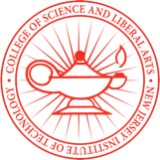 COLLEGE OF SCIENCE AND LIBERAL ARTS • NEW JERSEY INSTITUTE OF TECHNOLOGY •